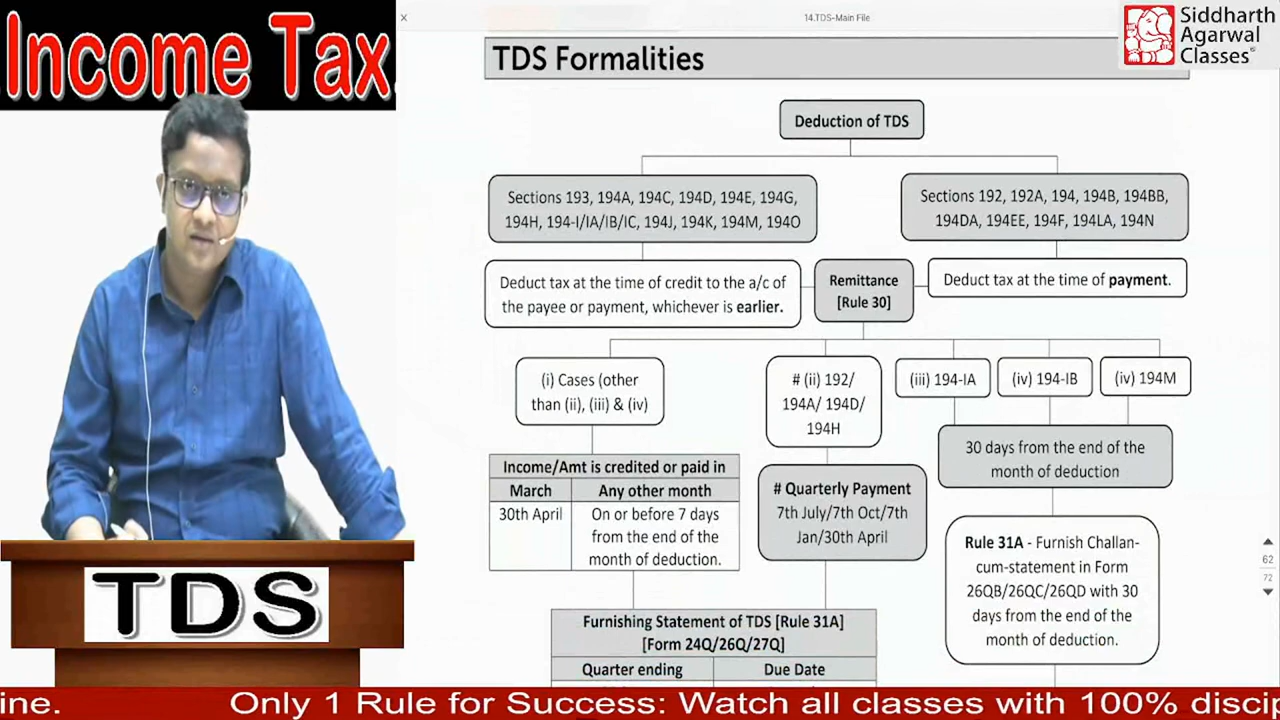 Income Tax
14.TDS-Main File
Siddharth
Agarwal
Classes
TDS Formalities
Deduction of TDS
Sections 193, 194A, 194C, 194D, 194E, 194G,
194H, 194-I/IA/IB/IC, 194J, 194K, 194M, 194O
Sections 192, 192A, 194, 194B, 194BB,
194DA, 194EE, 194F, 194LA, 194N
Deduct tax at the time of credit to the a/c of
the payee or payment, whichever is earlier.
Remittance
[Rule 30]
Deduct tax at the time of payment.
(i) Cases (other
than (ii), (iii) & (iv)
# (ii) 192/
194A/ 194D/
194H
(iii) 194-IA
(iv) 194-IB
(iv) 194M
30 days from the end of the
month of deduction
Income/Amt is credited or paid in
March
Any other month
30th April
On or before 7 days
from the end of the
month of deduction.
# Quarterly Payment
7th July/7th Oct/7th
Jan/30th April
Rule 31A - Furnish Challan-
cum-statement in Form
26QB/26QC/26QD with 30
days from the end of the
month of deduction.
62
72
Furnishing Statement of TDS [Rule 31A]
[Form 24Q/26Q/27Q]
Quarter ending
Due Date
TDS
ine. Only 1 Rule for Success: Watch all classes with 100% discip